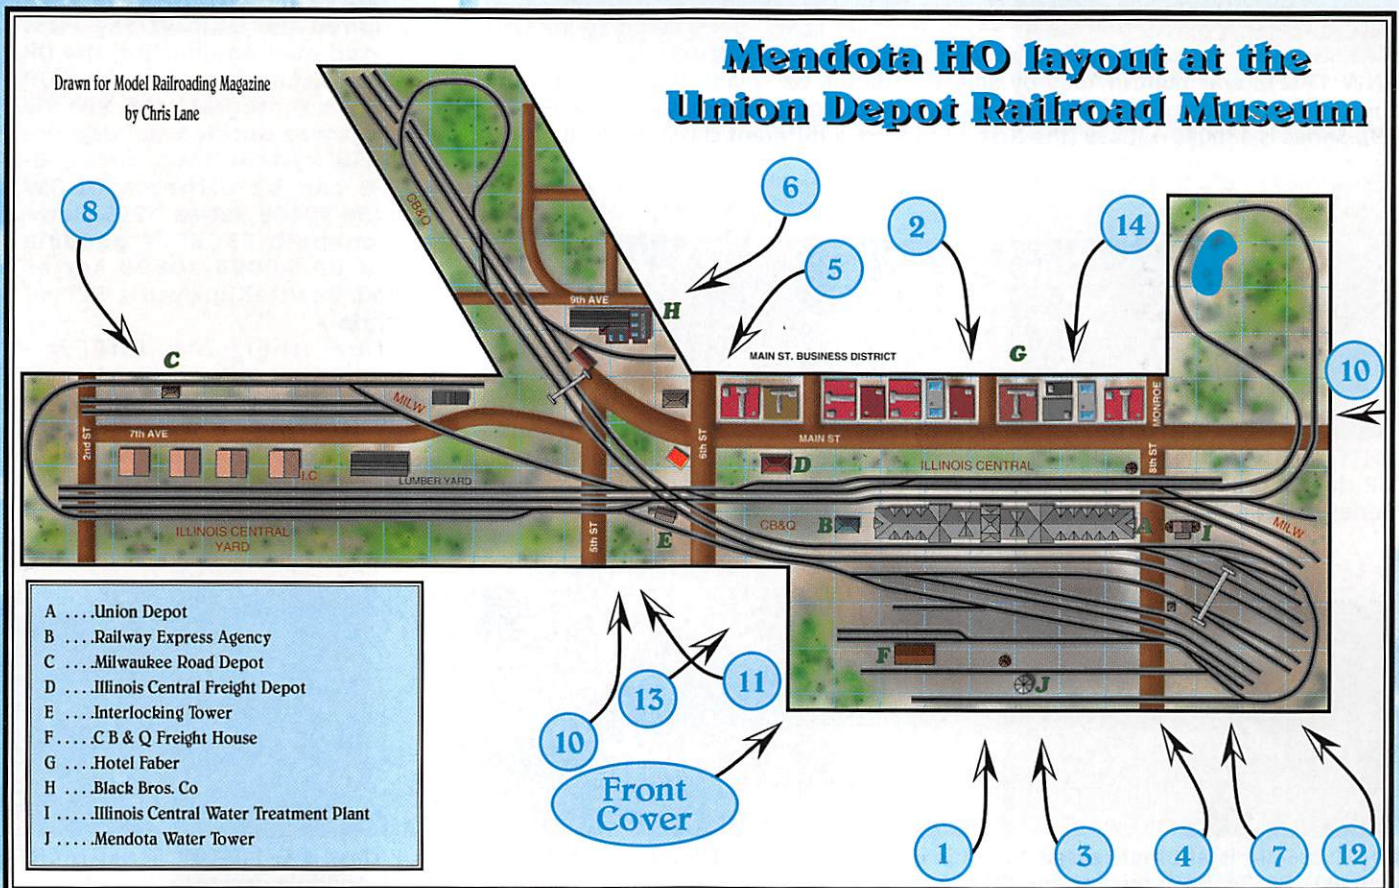 Mendota HO layout at the
Union Depot Railroad Museum
Drawn for Model Railroading Magazine
by Chris Lane
8
6
5
2
14
10
CB&Q
9th AVE
H
C
MAIN ST. BUSINESS DISTRICT
G
MILW
2nd ST
7th AVE
I.C
LUMBER YARD
ILLINOIS CENTRAL
YARD
5th ST
6th ST
MAIN ST
MONROE
8th ST
D
ILLINOIS CENTRAL
E
CB&Q
B
A
I
MILW
F
J
A ....Union Depot
B ....Railway Express Agency
C ....Milwaukee Road Depot
D ....Illinois Central Freight Depot
E ....Interlocking Tower
F .....C B & Q Freight House
G ....Hotel Faber
H ....Black Bros. Co
I .....Illinois Central Water Treatment Plant
J .....Mendota Water Tower
10
13
11
Front
Cover
1
3
4
7
12